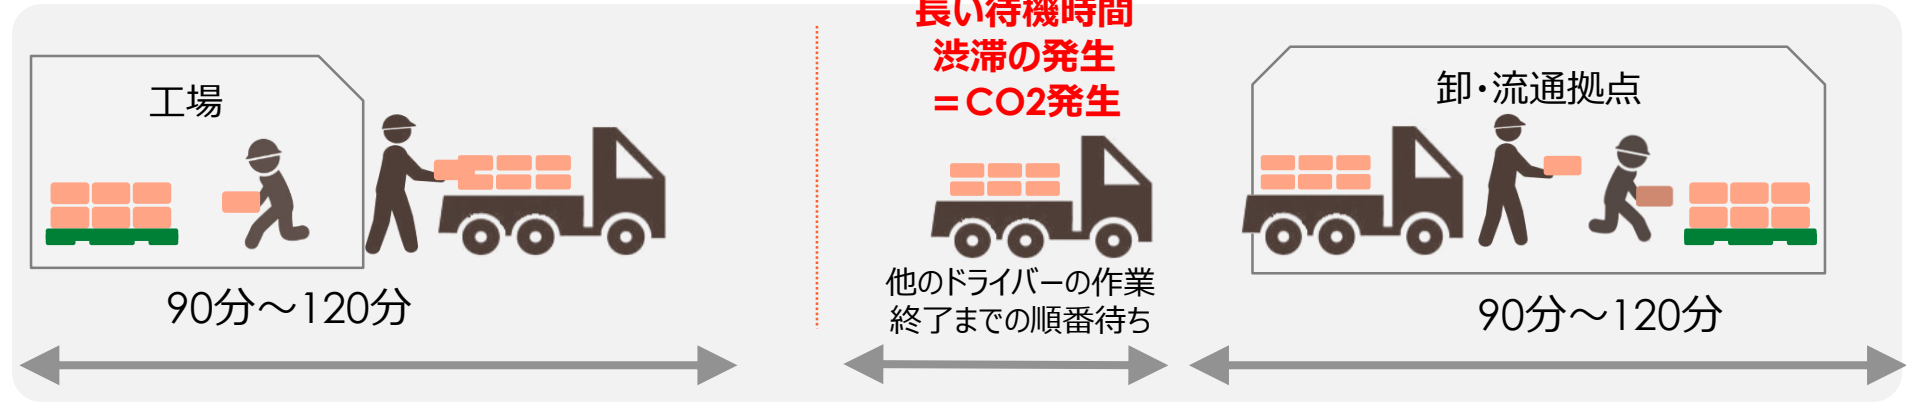 工場
90分～120分
長い待機時間
渋滞の発生
＝CO2発生
他のドライバーの作業
終了までの順番待ち
卸・流通拠点
90分～120分